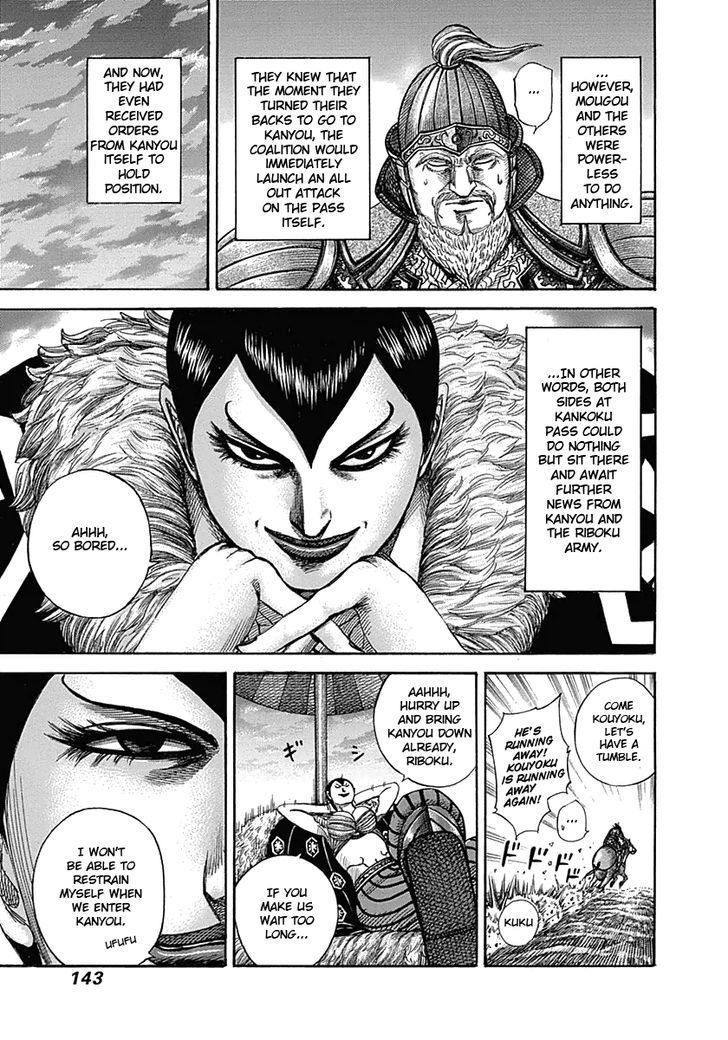 ...
HOWEVER,
MOUGOU
AND THE
OTHERS
WERE
POWER-
LESS
TO DO
ANYTHING.
...
THEY KNEW THAT
THE MOMENT THEY
TURNED THEIR
BACKS TO GO TO
KANYOU, THE
COALITION WOULD
IMMEDIATELY
LAUNCH AN ALL
OUT ATTACK
ON THE PASS
ITSELF.
AND NOW,
THEY HAD
EVEN
RECEIVED
ORDERS
FROM KANYOU
ITSELF TO
HOLD
POSITION.
...IN OTHER
WORDS, BOTH
SIDES AT
KANKOKU
PASS COULD
DO NOTHING
BUT SIT THERE
AND AWAIT
FURTHER
NEWS FROM
KANYOU AND
THE RIBOKU
ARMY.
AHHH,
SO BORED...
COME
KOUYOKU,
LET'S
HAVE A
TUMBLE.
HE'S
RUNNING
AWAY!
KOUYOKU
IS RUNNING
AWAY
AGAIN!
...
ドドド
KUKU
AAHHH,
HURRY UP
AND BRING
KANYOU DOWN
ALREADY,
RIBOKU.
ギシ
IF YOU
MAKE US
WAIT TOO
LONG...
I WON'T
BE ABLE TO
RESTRAIN
MYSELF WHEN
WE ENTER
KANYOU.
UFUFU
143